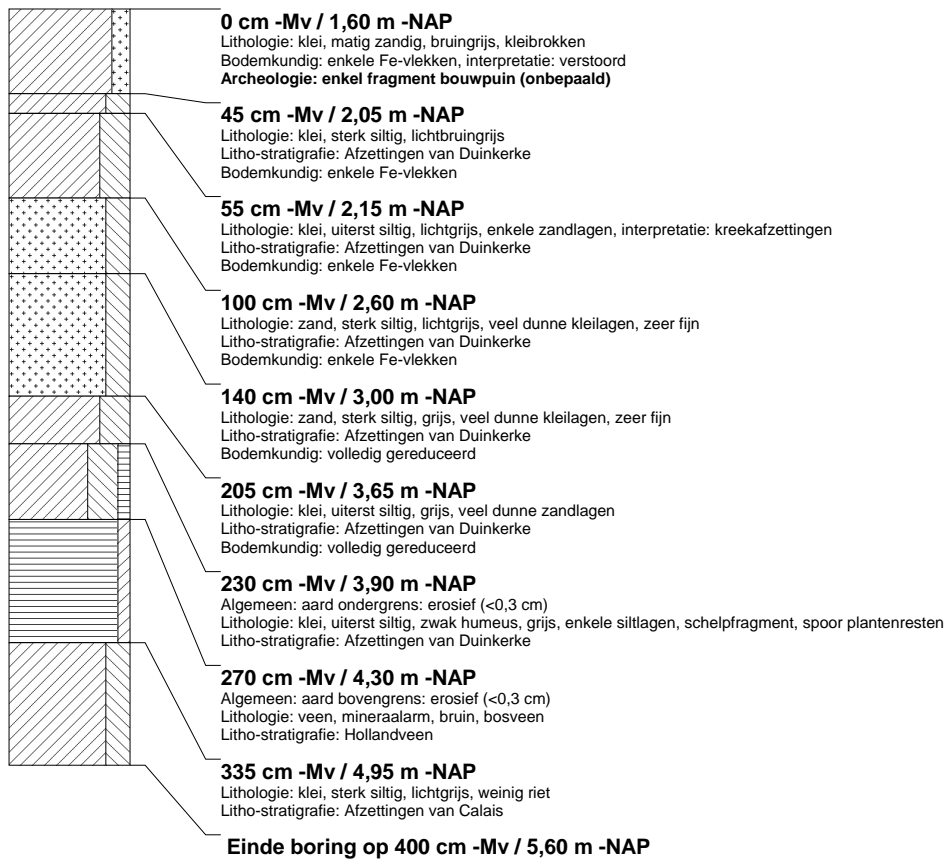 0 cm -Mv / 1,60 m -NAP
Lithologie: klei, matig zandig, bruingrijs, kleibrokken
Bodemkundig: enkele Fe-vlekken, interpretatie: verstoord
Archeologie: enkel fragment bouwpuin (onbepaald)
45 cm -Mv / 2,05 m -NAP
Lithologie: klei, sterk siltig, lichtbruingrijs
Litho-stratigrafie: Afzettingen van Duinkerke
Bodemkundig: enkele Fe-vlekken
55 cm -Mv / 2,15 m -NAP
Lithologie: klei, uiterst siltig, lichtgrijs, enkele zandlagen, interpretatie: kreekafzettingen
Litho-stratigrafie: Afzettingen van Duinkerke
Bodemkundig: enkele Fe-vlekken
100 cm -Mv / 2,60 m -NAP
Lithologie: zand, sterk siltig, lichtgrijs, veel dunne kleilagen, zeer fijn
Litho-stratigrafie: Afzettingen van Duinkerke
Bodemkundig: enkele Fe-vlekken
140 cm -Mv / 3,00 m -NAP
Lithologie: zand, sterk siltig, grijs, veel dunne kleilagen, zeer fijn
Litho-stratigrafie: Afzettingen van Duinkerke
Bodemkundig: volledig gereduceerd
205 cm -Mv / 3,65 m -NAP
Lithologie: klei, uiterst siltig, grijs, veel dunne zandlagen
Litho-stratigrafie: Afzettingen van Duinkerke
Bodemkundig: volledig gereduceerd
230 cm -Mv / 3,90 m -NAP
Algemeen: aard ondergrens: erosief (<0,3 cm)
Lithologie: klei, uiterst siltig, zwak humeus, grijs, enkele siltlagen, schelpfragment, spoor plantenresten
Litho-stratigrafie: Afzettingen van Duinkerke
270 cm -Mv / 4,30 m -NAP
Algemeen: aard bovengrens: erosief (<0,3 cm)
Lithologie: veen, mineraalarm, bruin, bosveen
Litho-stratigrafie: Hollandveen
335 cm -Mv / 4,95 m -NAP
Lithologie: klei, sterk siltig, lichtgrijs, weinig riet
Litho-stratigrafie: Afzettingen van Calais
Einde boring op 400 cm -Mv / 5,60 m -NAP